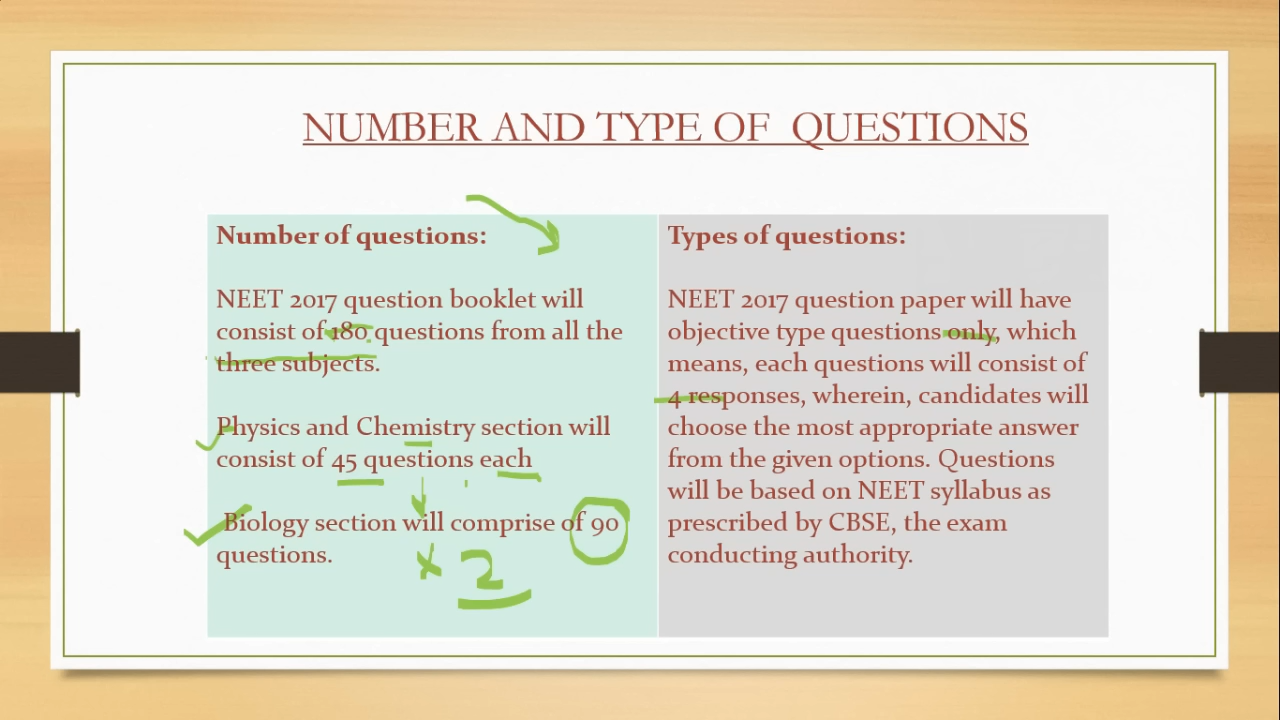 NUMBER AND TYPE OF QUESTIONS
Number of questions:
NEET 2017 question booklet will
consist of 180 questions from all the
three subjects.
Physics and Chemistry section will
consist of 45 questions each
Biology section will comprise of 90
questions.
x 2
Types of questions:
NEET 2017 question paper will have
objective type questions only, which
means, each questions will consist of
4 responses, wherein, candidates will
choose the most appropriate answer
from the given options. Questions
will be based on NEET syllabus as
prescribed by CBSE, the exam
conducting authority.